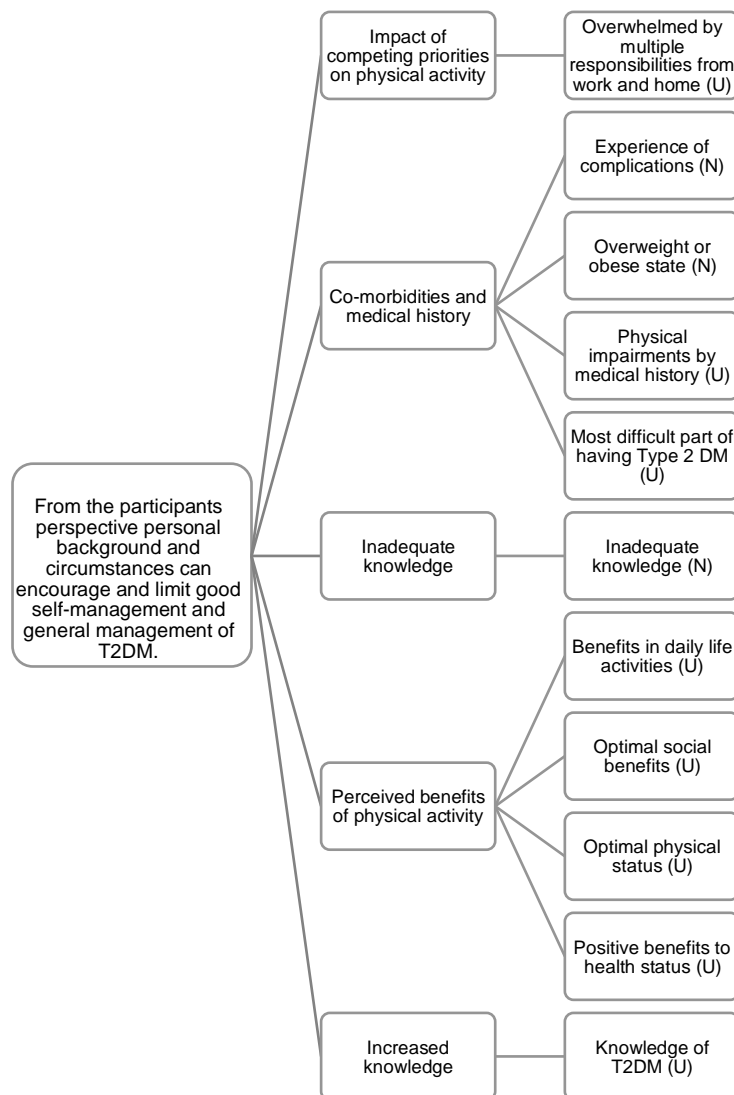 Impact of
competing priorities
on physical activity
Overwhelmed by
multiple
responsibilities from
work and home (U)
Experience of
complications (N)
Overweight or
obese state (N)
Co-morbidities and
medical history
Physical
impairments by
medical history (U)
Most difficult part of
having Type 2 DM
(U)
From the participants
perspective personal
background and
circumstances can
encourage and limit good
self-management and
general management of
T2DM.
Inadequate
knowledge
Inadequate
knowledge (N)
Benefits in daily life
activities (U)
Optimal social
benefits (U)
Perceived benefits
of physical activity
Optimal physical
status (U)
Positive benefits to
health status (U)
Increased
knowledge
Knowledge of
T2DM (U)